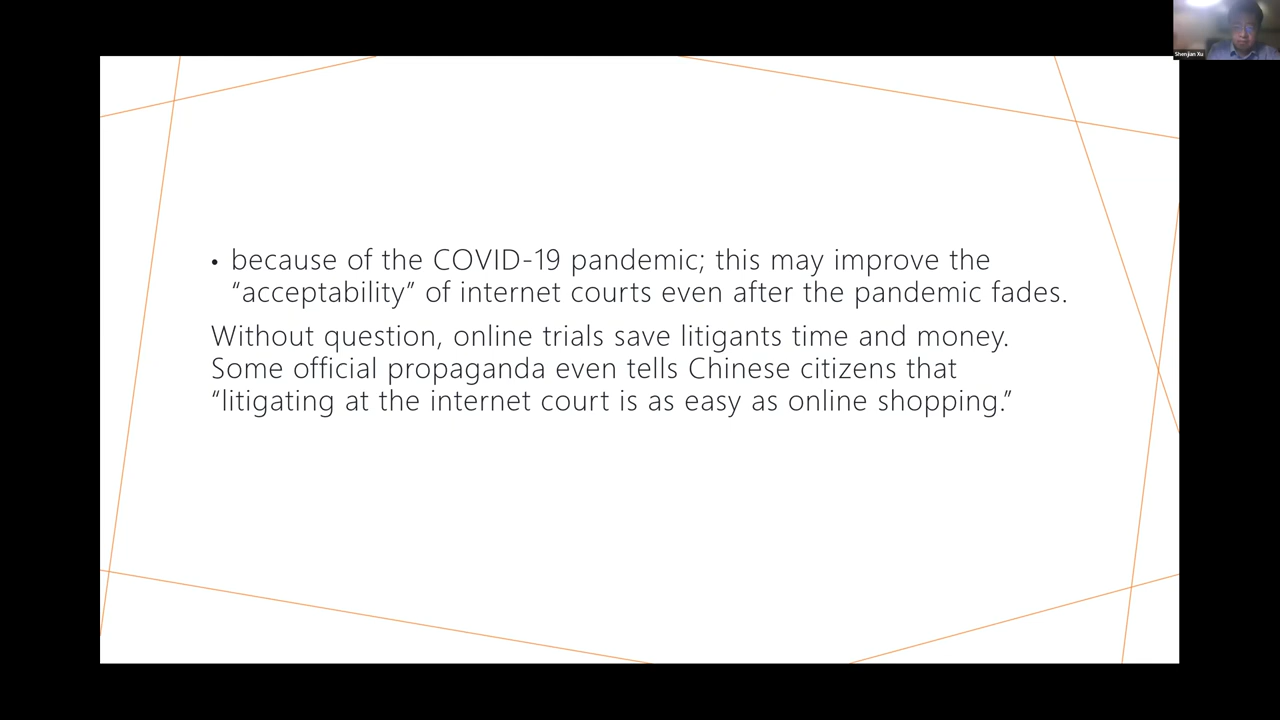 Shenjian Xu
• because of the COVID-19 pandemic; this may improve the
“acceptability” of internet courts even after the pandemic fades.
Without question, online trials save litigants time and money.
Some official propaganda even tells Chinese citizens that
“litigating at the internet court is as easy as online shopping.”